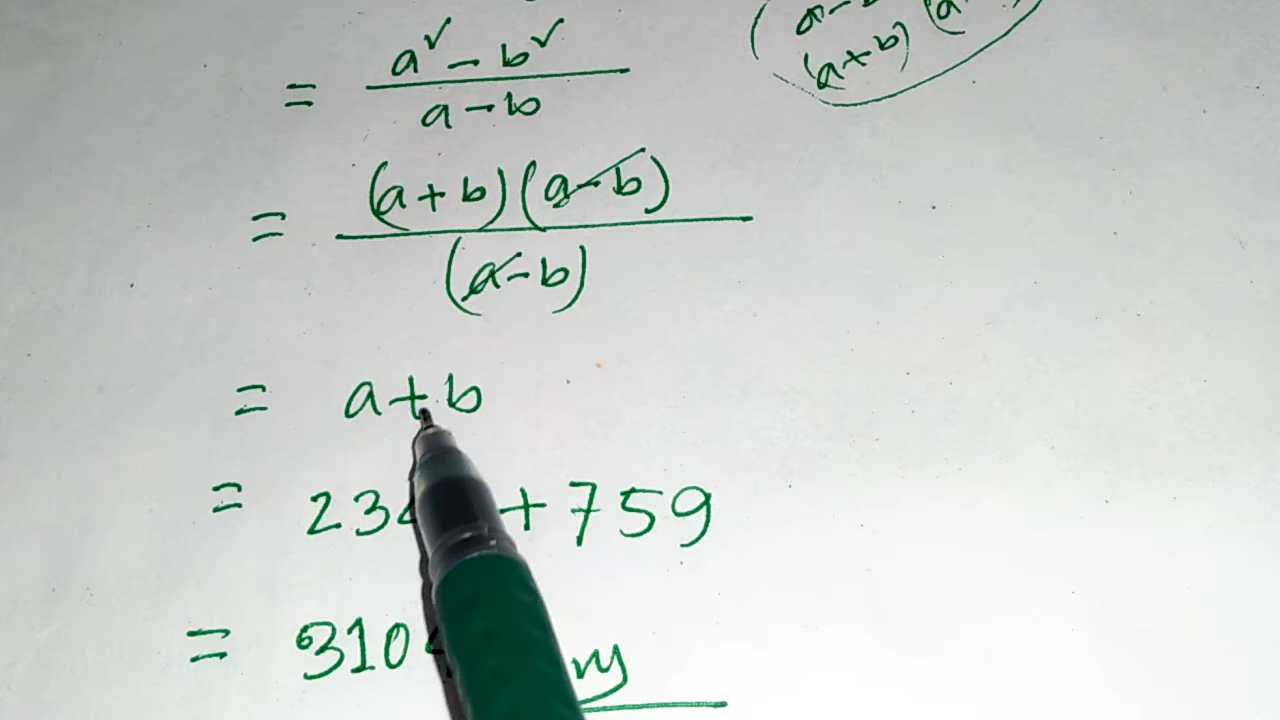 (a-
(a+b) (a
= a² - b² / a - b
= (a+b)(a-b) / (a-b)
= a+b
= 23 + 759
= 310